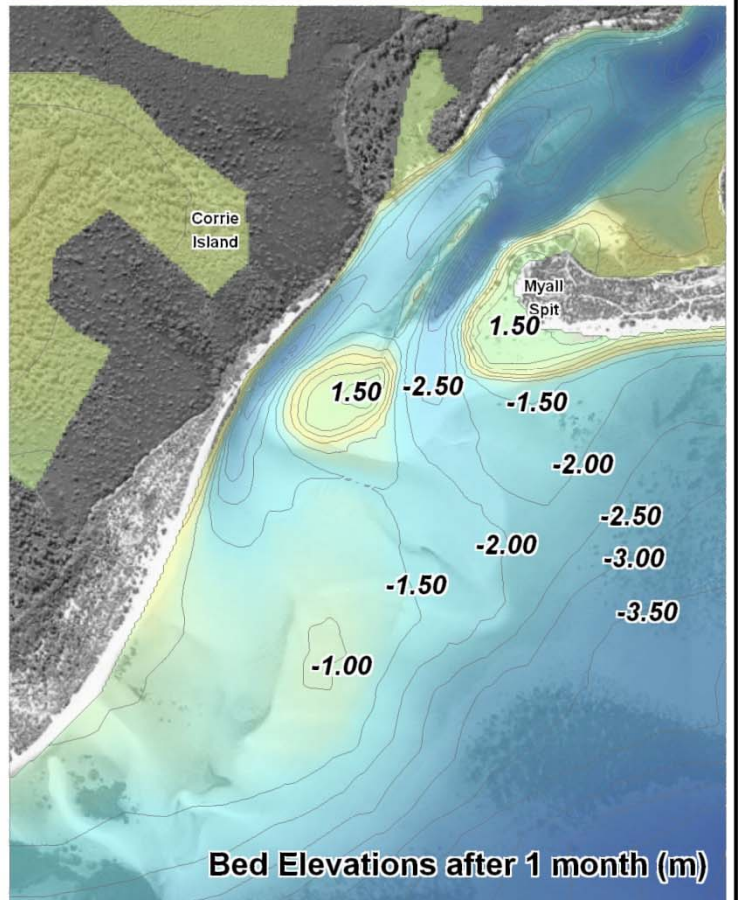 Corrie
Island
Myall
Spit
1.50
1.50
-2.50
-1.50
-2.00
-2.50
-2.00
-3.00
-1.50
-3.50
-1.00
Bed Elevations after 1 month (m)